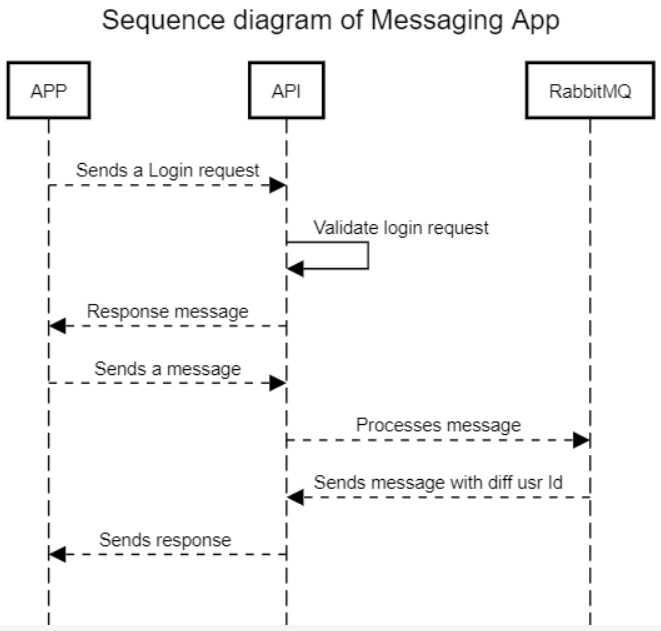 Sequence diagram of Messaging App
APP
API
RabbitMQ
Sends a Login request
Validate login request
Response message
Sends a message
Processes message
Sends message with diff usr Id
Sends response